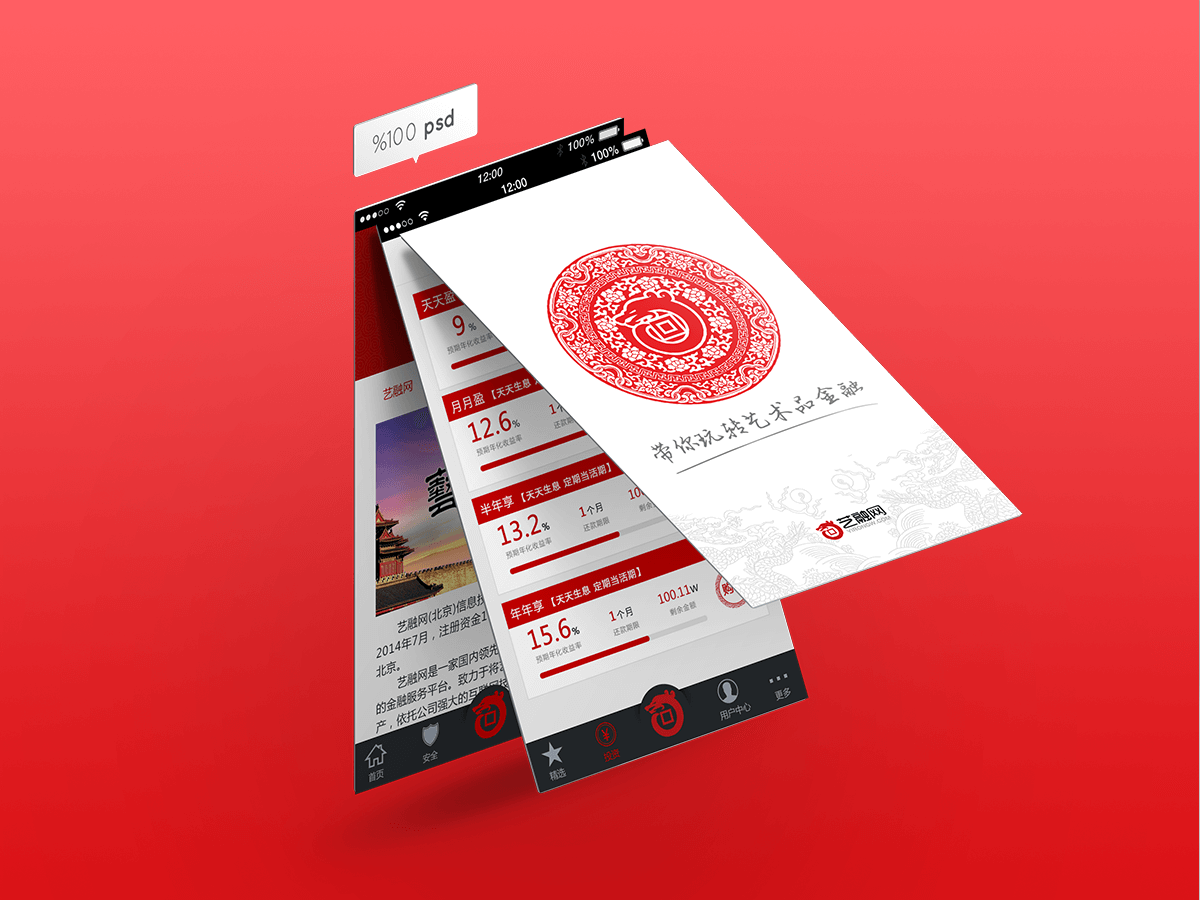 %100 psd
100%
12:00
100%
12:00
天天盈
9%
预期年化收益率
月月盈【天天生息
12.6%
预期年化收益率
半年享【天天生息 定期当活期】
13.2%
预期年化收益率
1个月
还款期限
年年享【天天生息 定期当活期】
15.6%
预期年化收益率
1个月
还款期限
100.11W
剩余金额
购
精选
投资
用户中心
更多
艺融网
藝
艺融网(北京)信息
2014年7月，注册资金1
北京。
艺融网是一家国内领先
的金融服务平台。致力于将
产，依托公司强大的互联网
首页
安全
带你玩转艺术品金融
艺融网
YIRONGW.COM